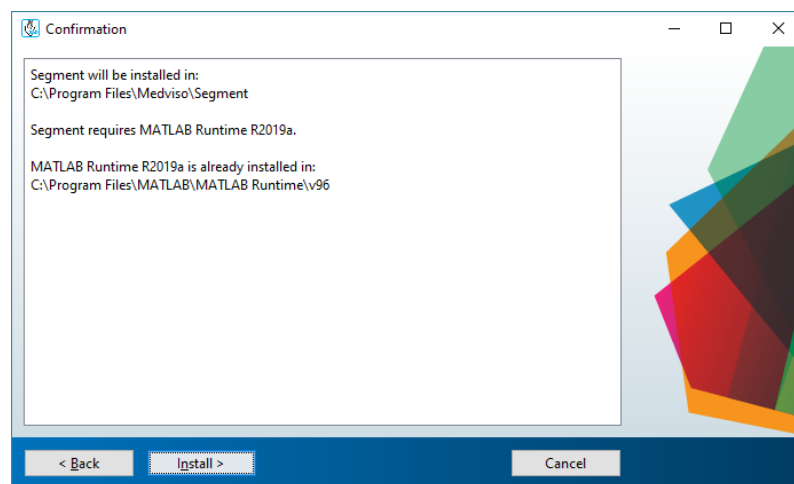 Confirmation
Segment will be installed in:
C:\Program Files\Medviso\Segment
Segment requires MATLAB Runtime R2019a.
MATLAB Runtime R2019a is already installed in:
C:\Program Files\MATLAB\MATLAB Runtime\v96
< Back
Install >
Cancel